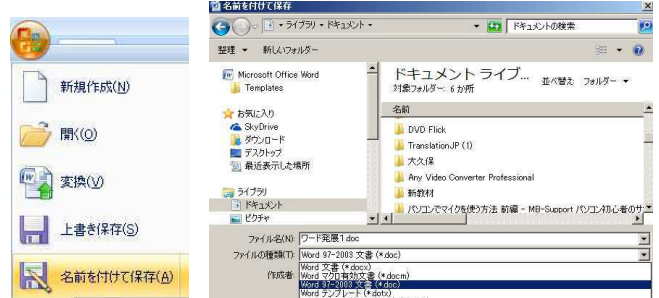 新規作成(N)
開く(O)
変換(V)
上書き保存(S)
名前を付けて保存(A)
名前を付けて保存
▸ ライブラリ ▸ ドキュメント ▸
ドキュメントの検索
整理 ▾ 新しいフォルダー
Microsoft Office Word
Templates
お気に入り
SkyDrive
ダウンロード
デスクトップ
最近表示した場所
ライブラリ
ドキュメント
ピクチャ
ドキュメント ライブ...
対象フォルダー: 6 か所
並べ替え フォルダー ▾
名前
DVD Flick
TranslationJP (1)
大久保
Any Video Converter Professional
新教材
パソコンでマイクを使う方法 前編 - MB-Support パソコン初心者のサ
ファイル名(N): ワード発展1.doc
ファイルの種類(T): Word 97-2003 文書 (*.doc)
作成者:
Word 文書 (*.docx)
Word マクロ有効文書 (*.docm)
Word 97-2003 文書 (*.doc)
Word テンプレート (*.dotx)